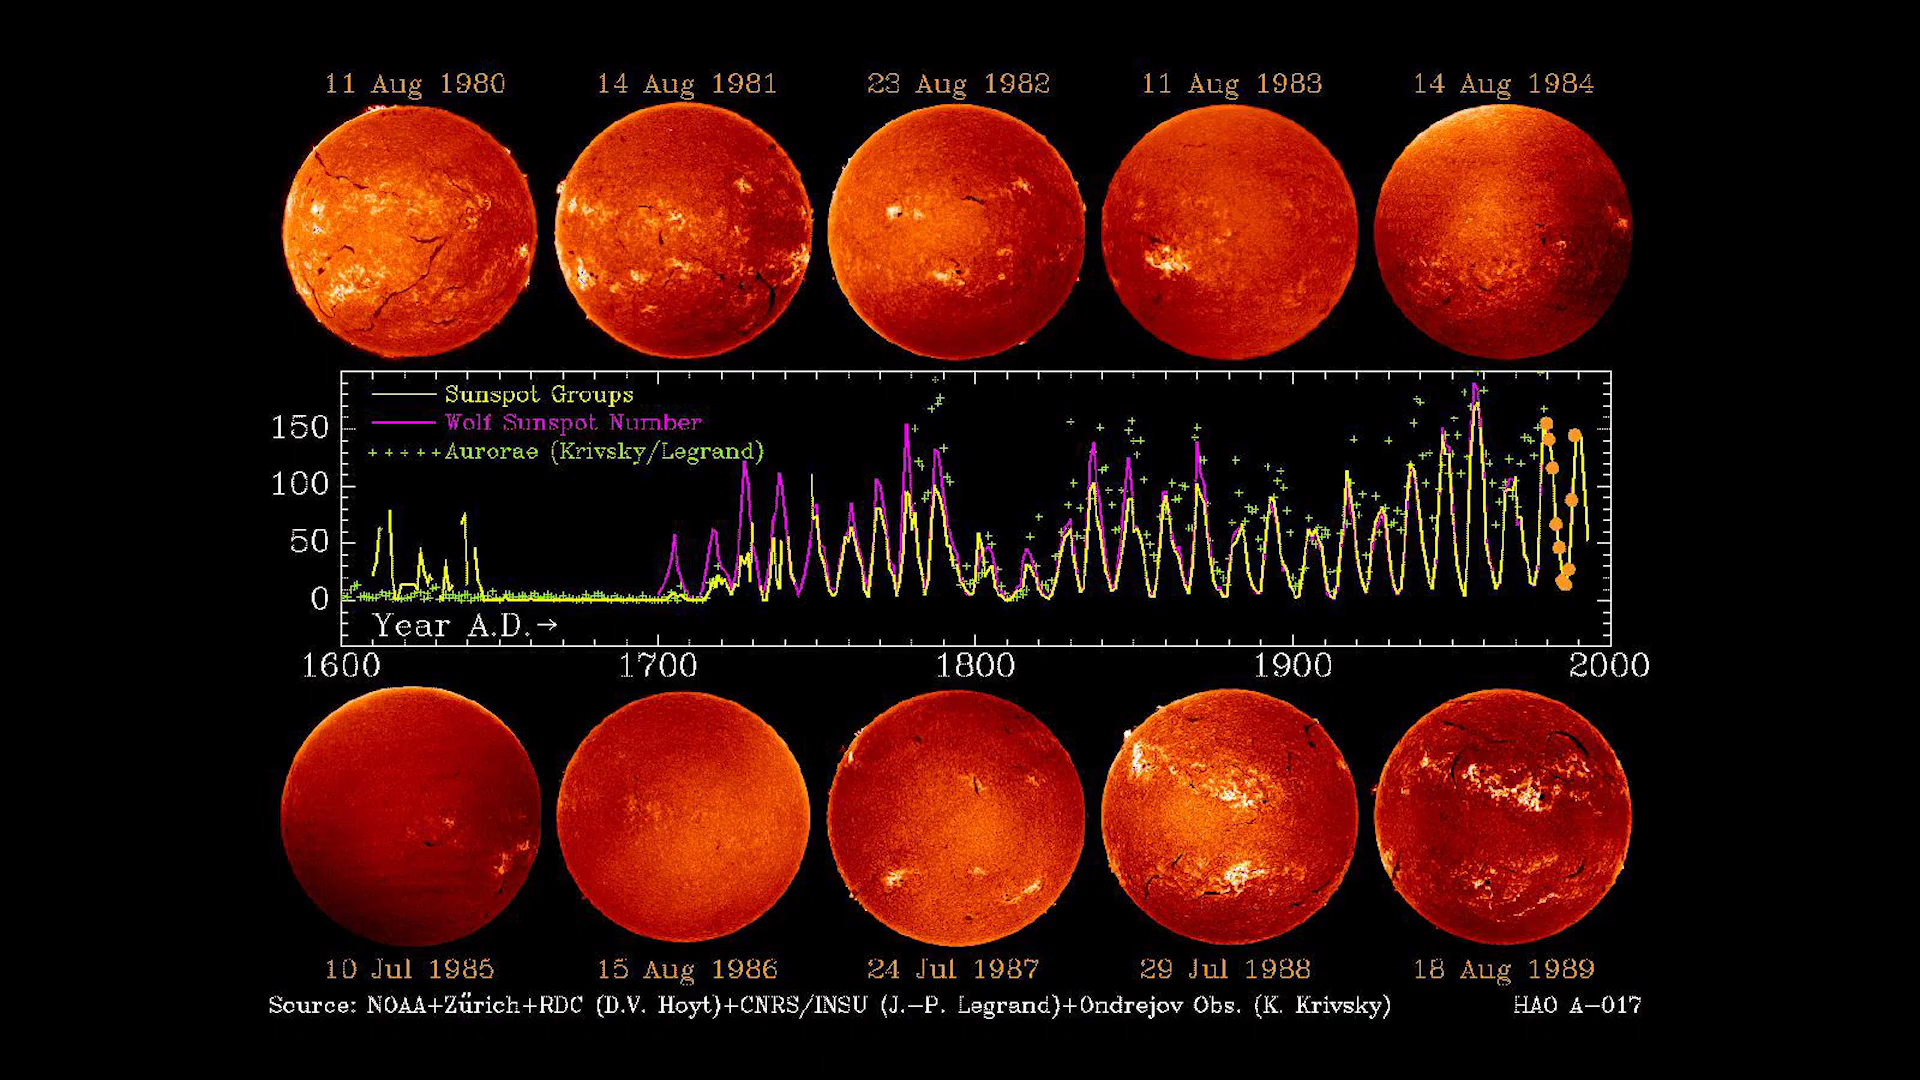 11 Aug 1980 14 Aug 1981 23 Aug 1982 11 Aug 1983 14 Aug 1984
Sunspot Groups
Wolf Sunspot Number
Aurorae (Krivsky/Legrand)
150
100
50
0
Year A.D.→
1600 1700 1800 1900 2000
10 Jul 1985 15 Aug 1986 24 Jul 1987 29 Jul 1988 18 Aug 1989
Source: NOAA+Zűrich+RDC (D.V. Hoyt)+CNRS/INSU (J.-P. Legrand)+Ondrejov Obs. (K. Krivsky) HAO A-017